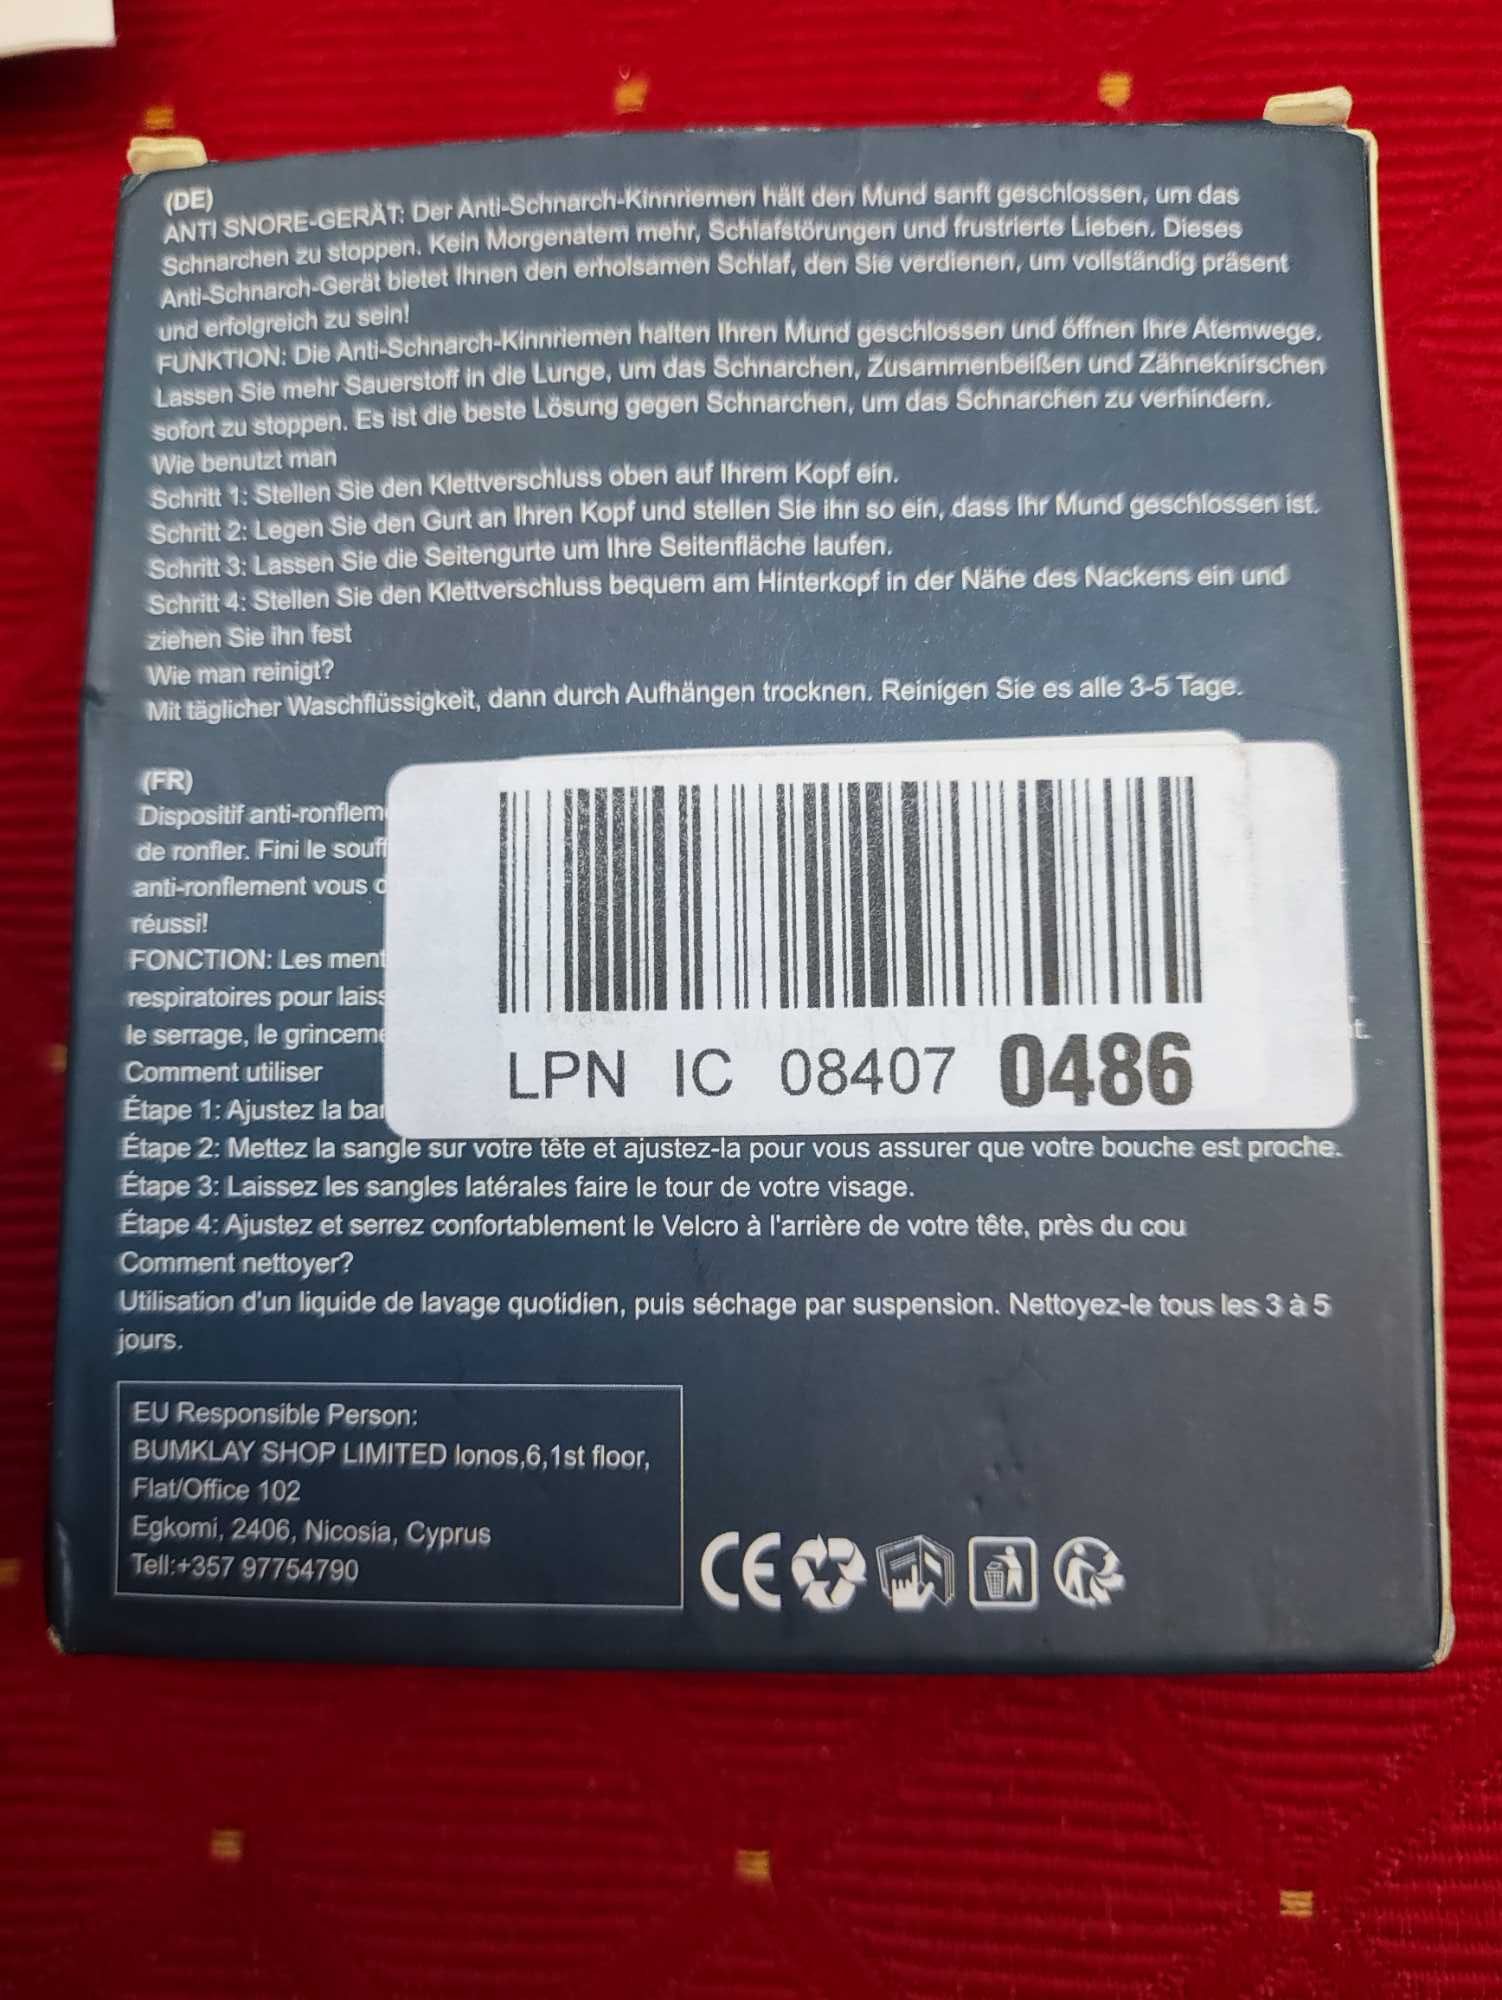 (DE)
ANTI SNORE-GERÄT: Der Anti-Schnarch-Kinnriemen hält den Mund sanft geschlossen, um das
Schnarchen zu stoppen. Kein Morgenatem mehr, Schlafstörungen und frustrierte Lieben. Dieses
Anti-Schnarch-Gerät bietet Ihnen den erholsamen Schlaf, den Sie verdienen, um vollständig präsent
und erfolgreich zu sein!
FUNKTION: Die Anti-Schnarch-Kinnriemen halten Ihren Mund geschlossen und öffnen Ihre Atemwege.
Lassen Sie mehr Sauerstoff in die Lunge, um das Schnarchen, Zusammenbeißen und Zähneknirschen
sofort zu stoppen. Es ist die beste Lösung gegen Schnarchen, um das Schnarchen zu verhindern.
Wie benutzt man
Schritt 1: Stellen Sie den Klettverschluss oben auf Ihrem Kopf ein.
Schritt 2: Legen Sie den Gurt an Ihren Kopf und stellen Sie ihn so ein, dass Ihr Mund geschlossen ist.
Schritt 3: Lassen Sie die Seitengurte um Ihre Seitenfläche laufen.
Schritt 4: Stellen Sie den Klettverschluss bequem am Hinterkopf in der Nähe des Nackens ein und
ziehen Sie ihn fest
Wie man reinigt?
Mit täglicher Waschflüssigkeit, dann durch Aufhängen trocknen. Reinigen Sie es alle 3-5 Tage.
(FR)
Dispositif anti-ronflem
de ronfler. Fini le souff
anti-ronflement vous
réussi!
FONCTION: Les ment
respiratoires pour laiss
le serrage, le grinceme
Comment utiliser
Étape 1: Ajustez la bar
LPN IC 08407 0486
Étape 2: Mettez la sangle sur votre tête et ajustez-la pour vous assurer que votre bouche est proche.
Étape 3: Laissez les sangles latérales faire le tour de votre visage.
Étape 4: Ajustez et serrez confortablement le Velcro à l'arrière de votre tête, près du cou
Comment nettoyer?
Utilisation d'un liquide de lavage quotidien, puis séchage par suspension. Nettoyez-le tous les 3 à 5
jours.
EU Responsible Person:
BUMKLAY SHOP LIMITED Ionos,6,1st floor,
Flat/Office 102
Egkomi, 2406, Nicosia, Cyprus
Tell:+357 97754790
CE